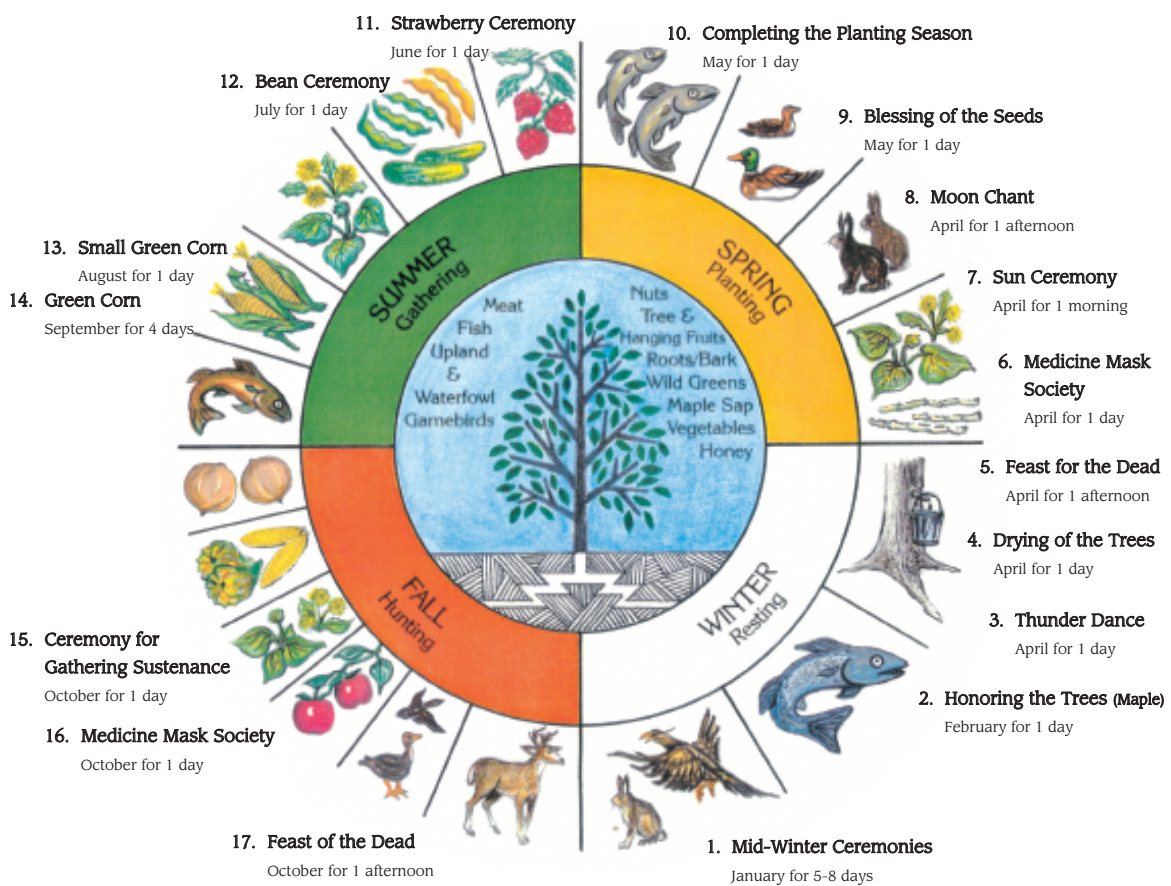 11. Strawberry Ceremony
June for 1 day
10. Completing the Planting Season
May for 1 day
12. Bean Ceremony
July for 1 day
9. Blessing of the Seeds
May for 1 day
8. Moon Chant
April for 1 afternoon
13. Small Green Corn
August for 1 day
14. Green Corn
September for 4 days
7. Sun Ceremony
April for 1 morning
6. Medicine Mask
Society
April for 1 day
SUMMER
Gathering
SPRING
Planting
Meat
Fish
Upland
&
Waterfowl
Gamebirds
Nuts
Tree &
Hanging Fruits
Roots/Bark
Wild Greens
Maple Sap
Vegetables
Honey
5. Feast for the Dead
April for 1 afternoon
4. Drying of the Trees
April for 1 day
3. Thunder Dance
April for 1 day
2. Honoring the Trees (Maple)
February for 1 day
FALL
Hunting
WINTER
Resting
15. Ceremony for
Gathering Sustenance
October for 1 day
16. Medicine Mask Society
October for 1 day
17. Feast of the Dead
October for 1 afternoon
1. Mid-Winter Ceremonies
January for 5-8 days